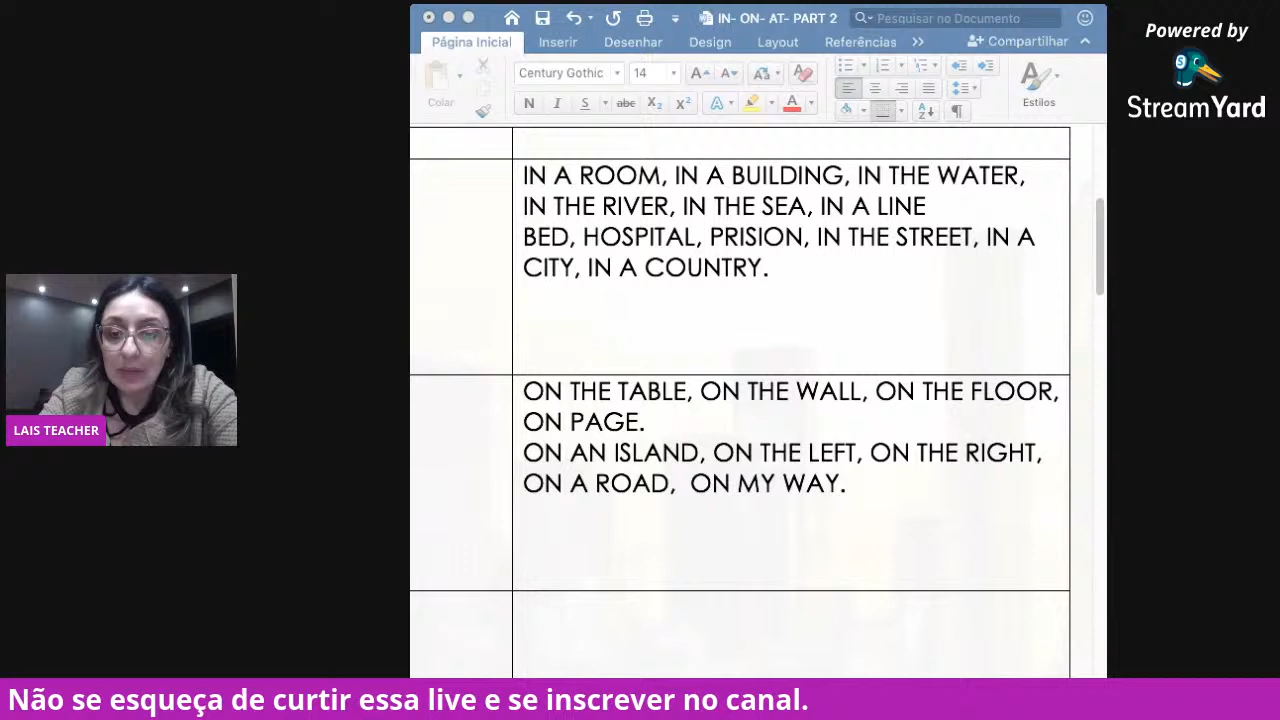 IN- ON- AT- PART 2
Pesquisar no Documento
Página Inicial
Inserir
Desenhar
Design
Layout
Referências
Compartilhar
Colar
Century Gothic
14
N I S abc X₂ X²
Estilos
Powered by
StreamYard
IN A ROOM, IN A BUILDING, IN THE WATER,
IN THE RIVER, IN THE SEA, IN A LINE
BED, HOSPITAL, PRISION, IN THE STREET, IN A
CITY, IN A COUNTRY.
ON THE TABLE, ON THE WALL, ON THE FLOOR,
ON PAGE.
ON AN ISLAND, ON THE LEFT, ON THE RIGHT,
ON A ROAD,  ON MY WAY.
LAIS TEACHER
Não se esqueça de curtir essa live e se inscrever no canal.